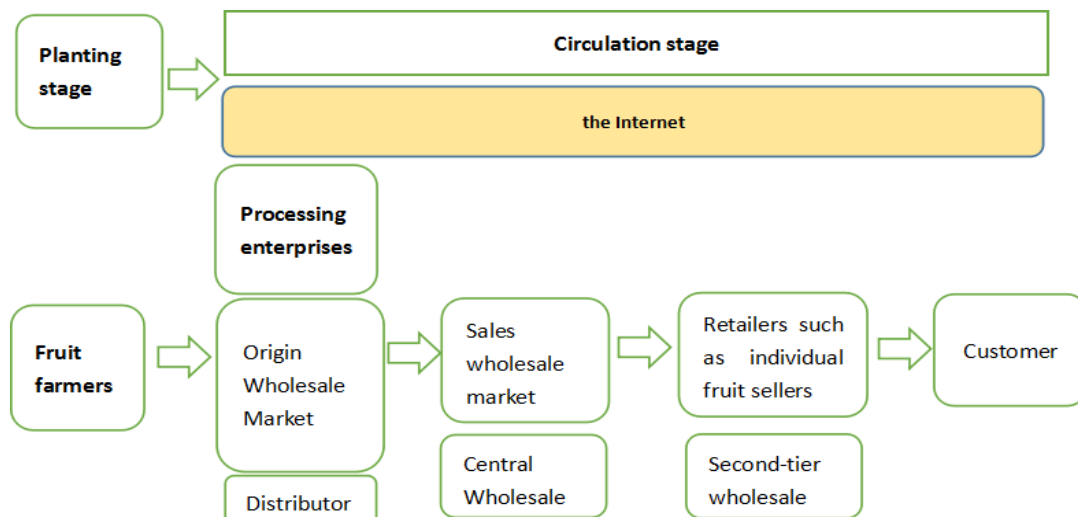 Planting
stage
Circulation stage
the Internet
Processing
enterprises
Fruit
farmers
Origin
Wholesale
Market
Sales
wholesale
market
Retailers such
as individual
fruit sellers
Customer
Distributor
Central
Wholesale
Second-tier
wholesale